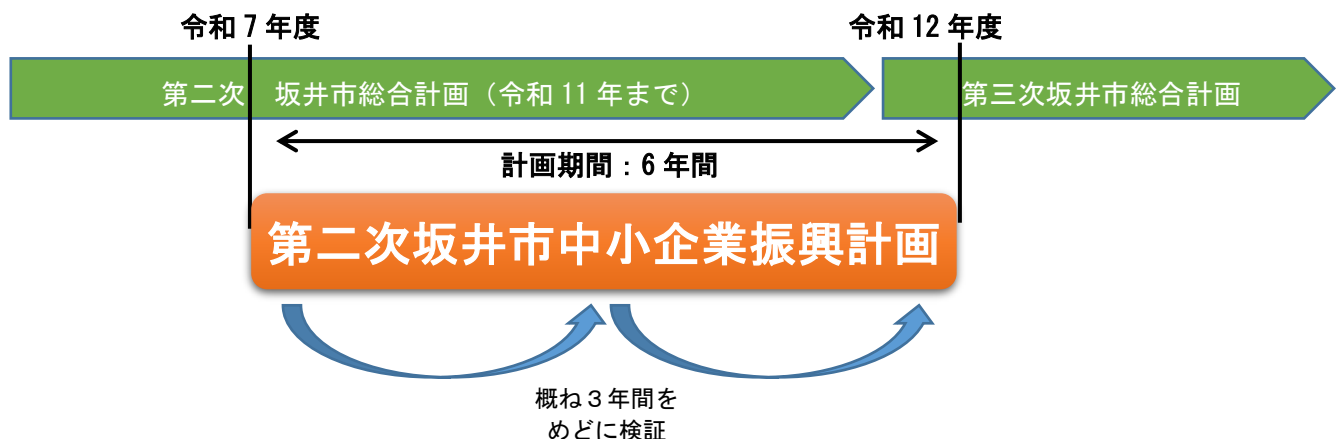 令和7年度
令和12年度
第二次 坂井市総合計画（令和11年まで）
第三次坂井市総合計画
計画期間：6年間
第二次坂井市中小企業振興計画
概ね３年間を
めどに検証